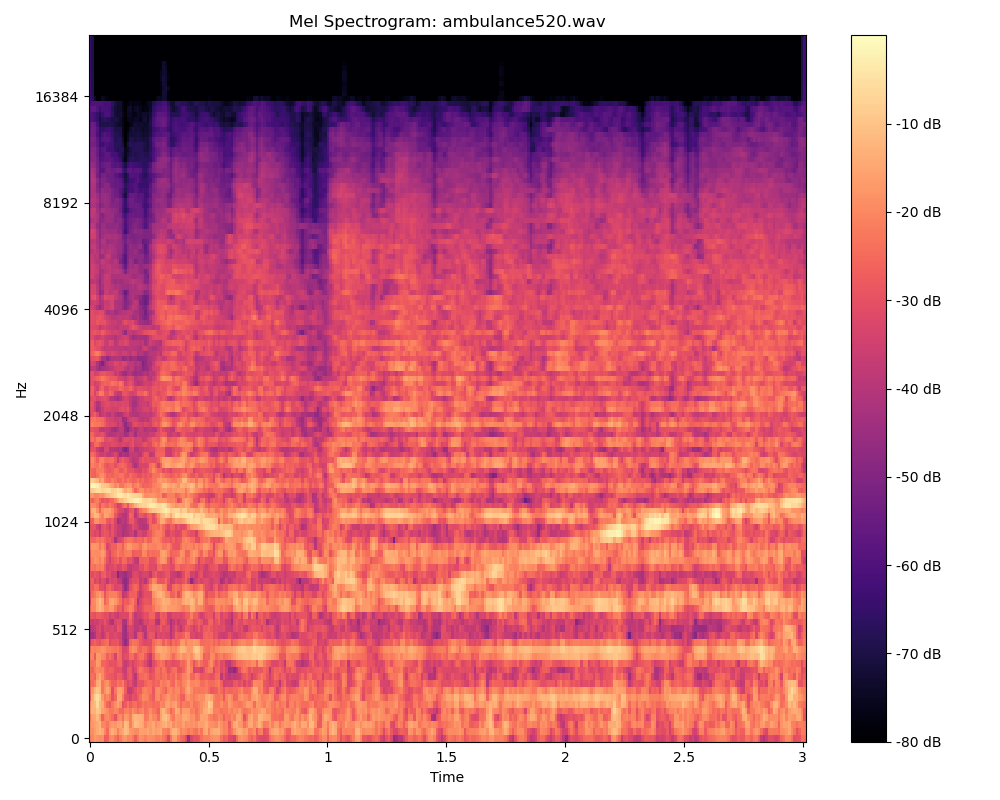 Mel Spectrogram: ambulance520.wav
16384
8192
4096
2048
1024
512
0
Hz
0
0.5
1
1.5
2
2.5
3
Time
-10 dB
-20 dB
-30 dB
-40 dB
-50 dB
-60 dB
-70 dB
-80 dB